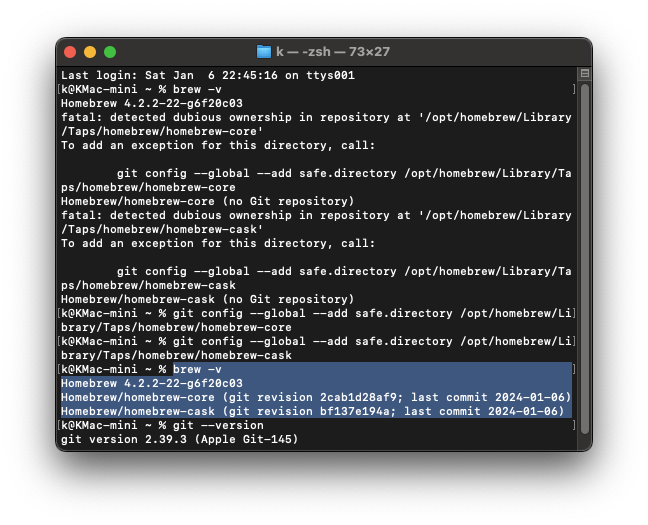 k — -zsh — 73×27
Last login: Sat Jan  6 22:45:16 on ttys001
[k@KMac-mini ~ % brew -v                                                 ]
Homebrew 4.2.2-22-g6f20c03
fatal: detected dubious ownership in repository at '/opt/homebrew/Library
/Taps/homebrew/homebrew-core'
To add an exception for this directory, call:
        git config --global --add safe.directory /opt/homebrew/Library/Ta
ps/homebrew/homebrew-core
Homebrew/homebrew-core (no Git repository)
fatal: detected dubious ownership in repository at '/opt/homebrew/Library
/Taps/homebrew/homebrew-cask'
To add an exception for this directory, call:
        git config --global --add safe.directory /opt/homebrew/Library/Ta
ps/homebrew/homebrew-cask
Homebrew/homebrew-cask (no Git repository)
[k@KMac-mini ~ % git config --global --add safe.directory /opt/homebrew/Li]
brary/Taps/homebrew/homebrew-core
[k@KMac-mini ~ % git config --global --add safe.directory /opt/homebrew/Li]
brary/Taps/homebrew/homebrew-cask
[k@KMac-mini ~ % brew -v                                                 ]
Homebrew 4.2.2-22-g6f20c03
Homebrew/homebrew-core (git revision 2cab1d28af9; last commit 2024-01-06)
Homebrew/homebrew-cask (git revision bf137e194a; last commit 2024-01-06)
[k@KMac-mini ~ % git --version                                           ]
git version 2.39.3 (Apple Git-145)